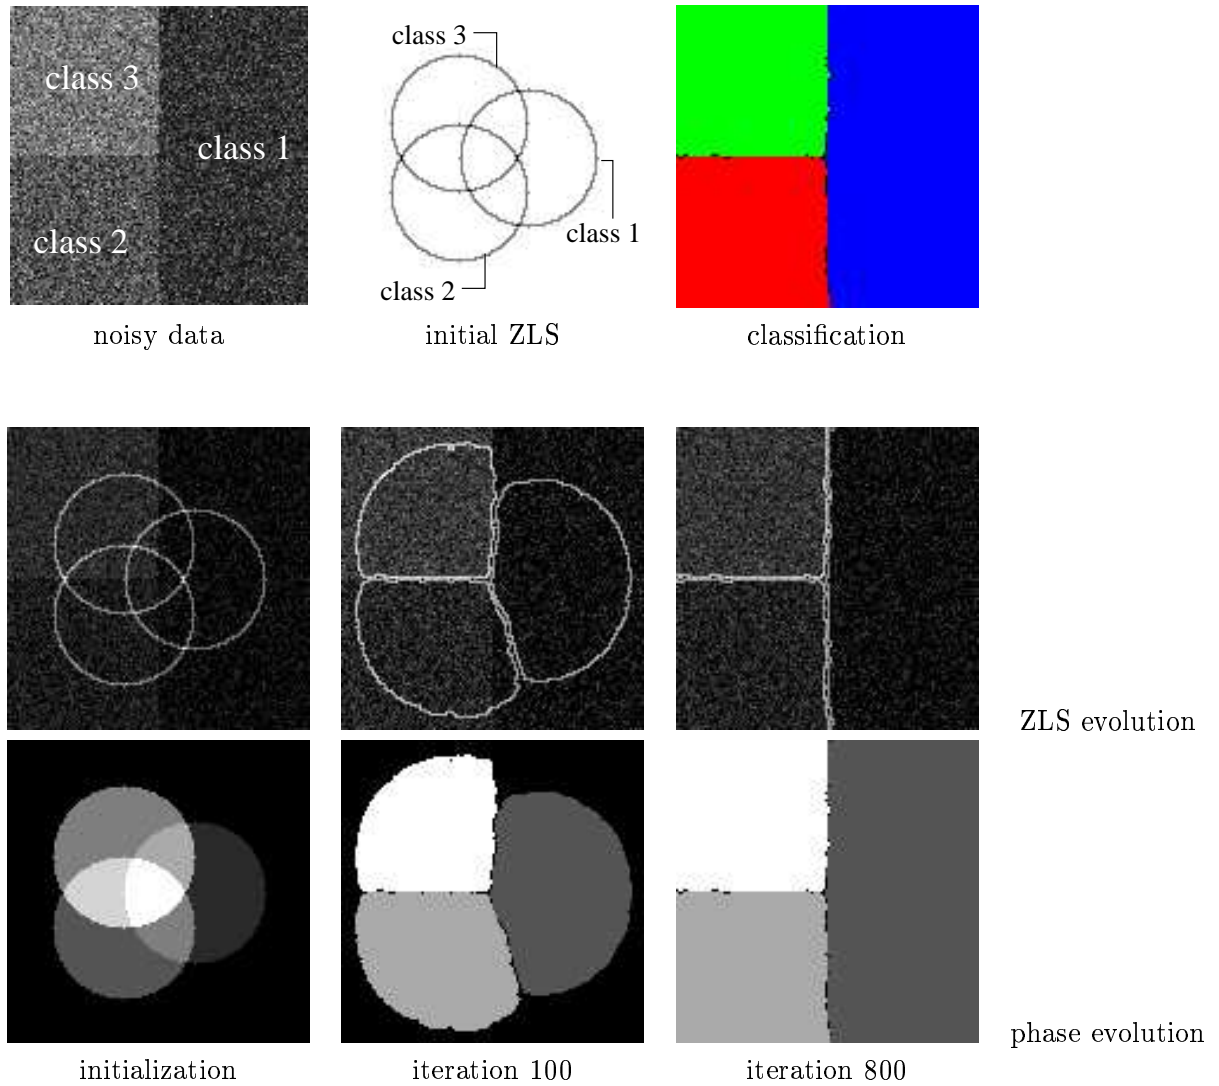 class 3
class 1
class 2
class 3
class 1
class 2
noisy data
initial ZLS
classification
ZLS evolution
phase evolution
initialization
iteration 100
iteration 800